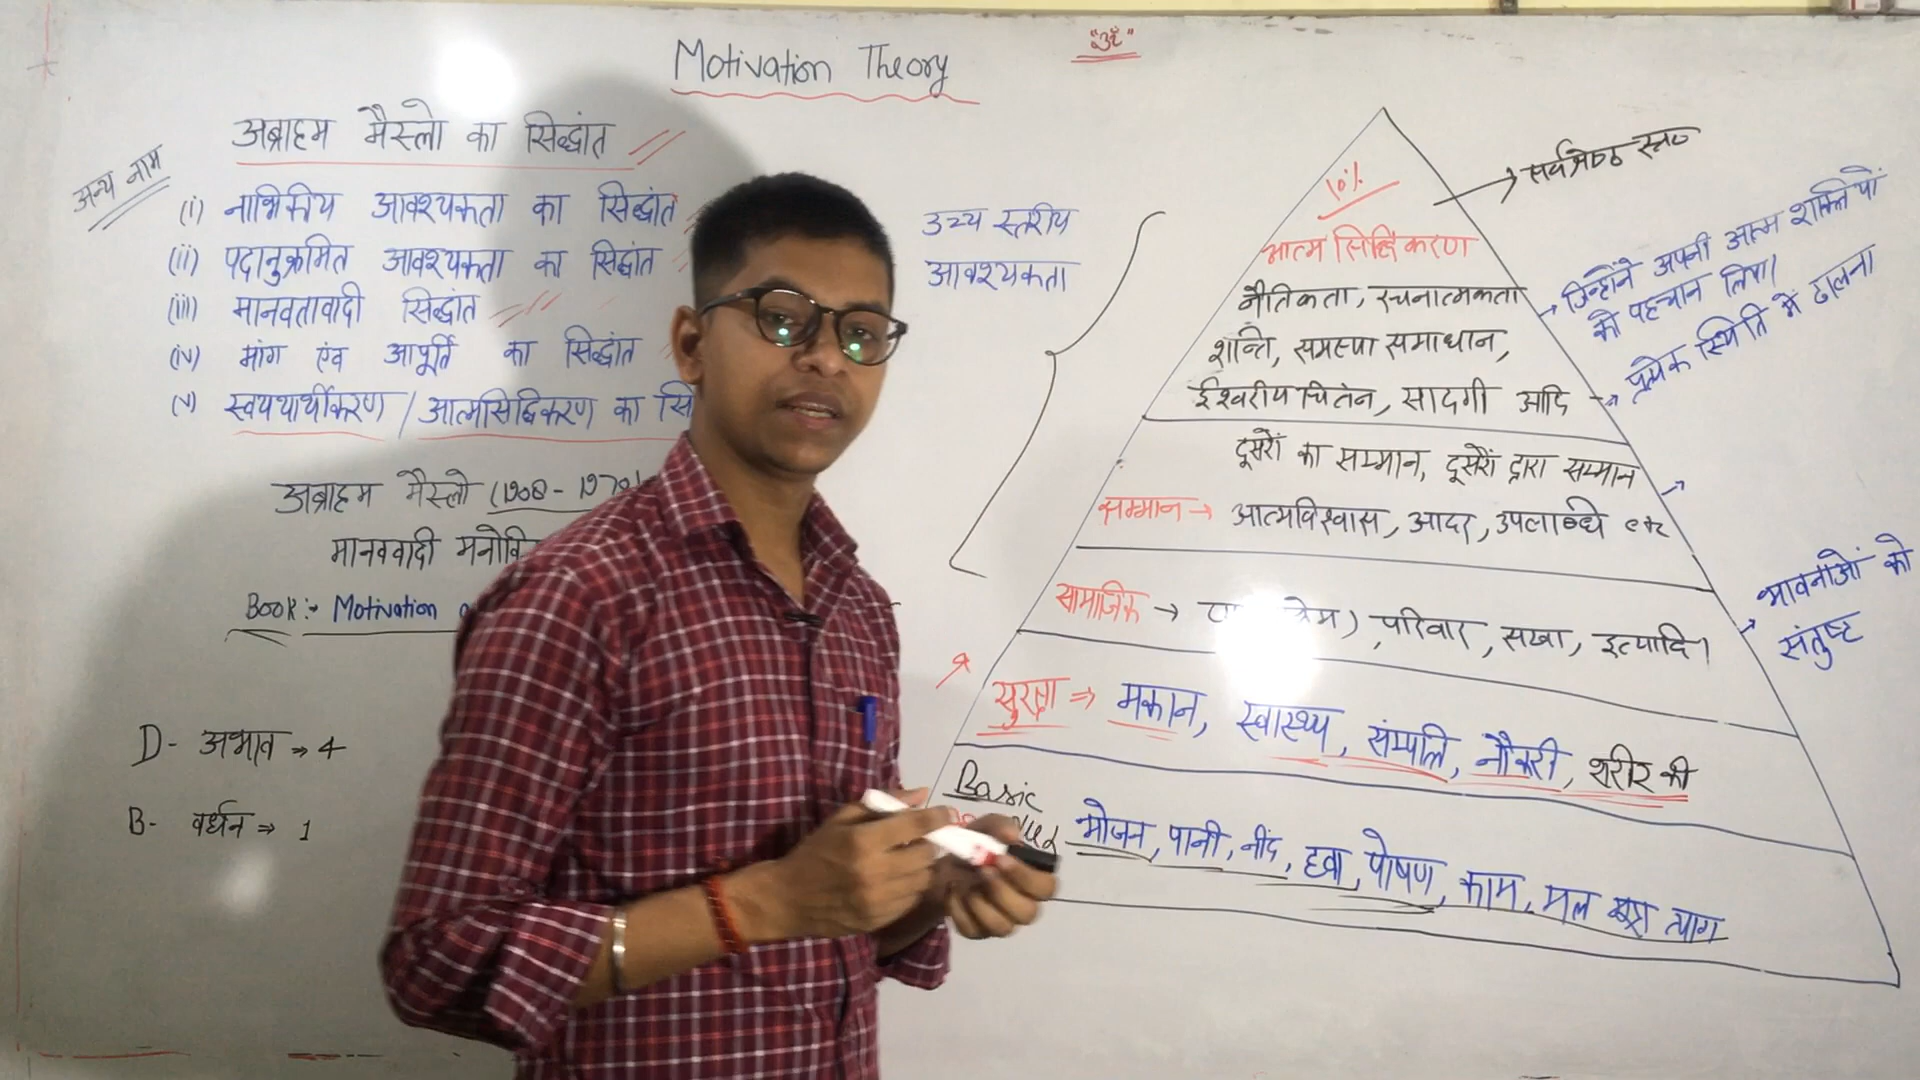 Motivation Theory
"ॐ"
अब्राहम मैस्लो का सिद्धांत
अन्य नाम
(i) नाभिकीय आवश्यकता का सिद्धांत
(ii) पदानुक्रमित आवश्यकता का सिद्धांत
(iii) मानवतावादी सिद्धांत
(iv) मांग एंव आपूर्ति का सिद्धांत
(v) स्वयथार्थीकरण / आत्मसिद्धिकरण का सि
अब्राहम मैस्लो (1908 - 1970)
मानववादी मनोवि
Book:- Motivation
D- अभाव ⇒ 4
B- वर्धन ⇒ 1
उच्च स्तरीय
आवश्यकता
10%
→ सर्वश्रेष्ठ स्तर
आत्म सिद्धिकरण
नैतिकता, रचनात्मकता
शान्ति, समस्या समाधान,
ईश्वरीय चिंतन, सादगी आदि
→ जिन्होंने अपनी आत्म शक्तियों
को पहचान लिया।
→ प्रत्येक स्थिति में ढालना
दूसरों का सम्मान, दूसरों द्वारा सम्मान
सम्मान → आत्मविश्वास, आदर, उपलब्धि etc
सामाजिक → प्रेम), परिवार, सखा, इत्यादि।
→ भावनाओं को
संतुष्ट
सुरक्षा ⇒ मकान, स्वास्थ्य, संम्पति, नौकरी, शरीर की
Basic
भोजन, पानी, नींद, हवा, पोषण, काम, मल त्याग